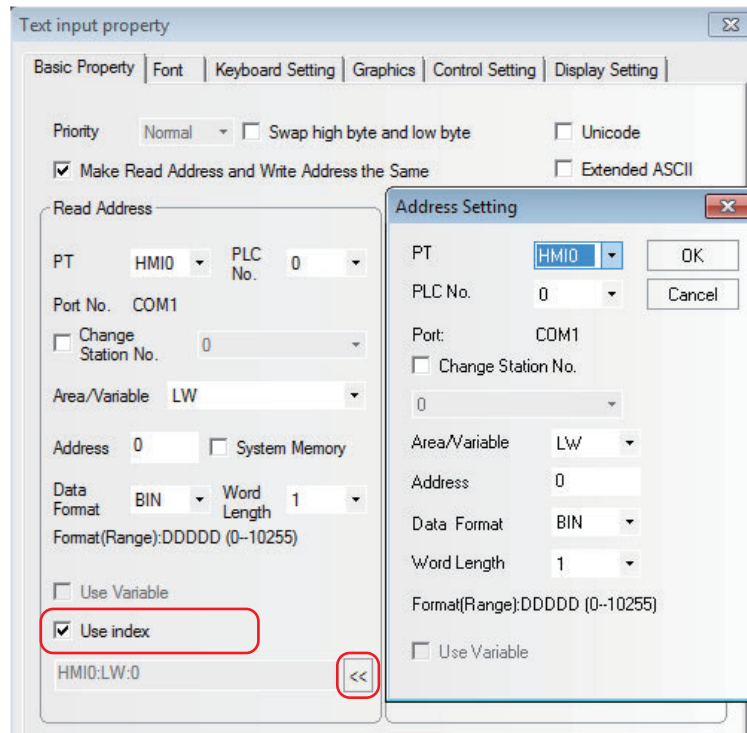 Text input property
Basic Property Font Keyboard Setting Graphics Control Setting Display Setting
Priority Normal Swap high byte and low byte Unicode
Make Read Address and Write Address the Same Extended ASCII
Read Address
PT HMI0 PLC No. 0
Port No. COM1
Change Station No. 0
Area/Variable LW
Address 0 System Memory
Data Format BIN Word Length 1
Format(Range):DDDDD (0--10255)
Use Variable
Use index
HMI0:LW:0 <<
Address Setting
PT HMI0 OK
PLC No. 0 Cancel
Port: COM1
Change Station No.
0
Area/Variable LW
Address 0
Data Format BIN
Word Length 1
Format(Range):DDDDD (0--10255)
Use Variable